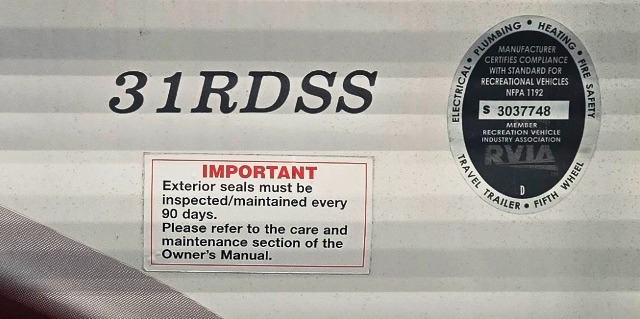 31RDSS
IMPORTANT
Exterior seals must be
inspected/maintained every
90 days.
Please refer to the care and
maintenance section of the
Owner's Manual.
ELECTRICAL • PLUMBING • HEATING • FIRE SAFETY
MANUFACTURER
CERTIFIES COMPLIANCE
WITH STANDARD FOR
RECREATIONAL VEHICLES
NFPA 1192
S 3037748
MEMBER
RECREATION VEHICLE
INDUSTRY ASSOCIATION
RVIA
D
TRAVEL TRAILER • FIFTH WHEEL